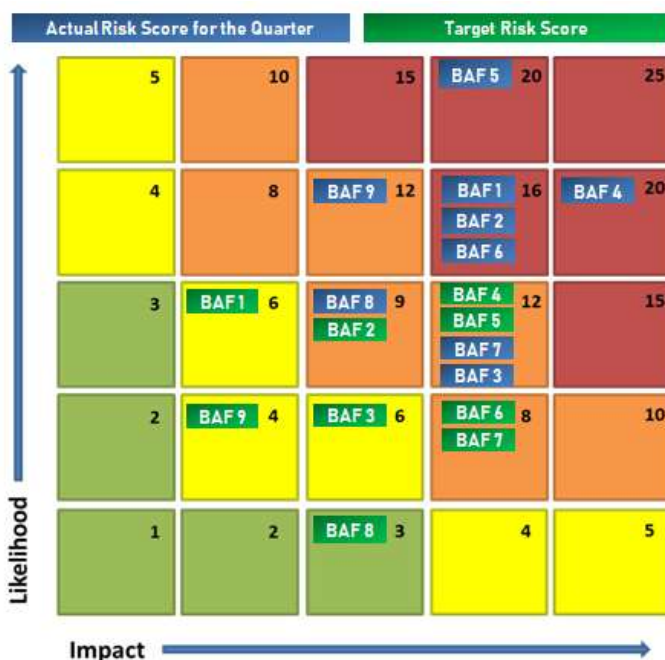 Actual Risk Score for the Quarter
Target Risk Score
5
10
15
BAF 5 20
25
4
8
BAF 9 12
BAF 1 16
BAF 2
BAF 6
BAF 4 20
3
BAF 1 6
BAF 8 9
BAF 2
BAF 4 12
BAF 5
BAF 7
BAF 3
15
2
BAF 9 4
BAF 3 6
BAF 6 8
BAF 7
10
1
2
BAF 8 3
4
5
Likelihood
Impact